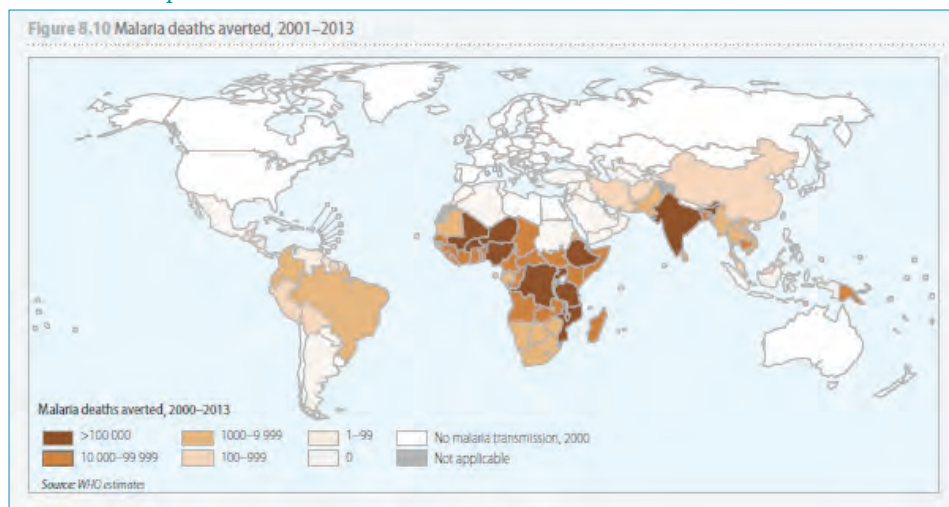 Figure 8.10 Malaria deaths averted, 2001–2013
Malaria deaths averted, 2000–2013
>100 000
1000–9 999
1–99
No malaria transmission, 2000
10 000–99 999
100–999
0
Not applicable
Source: WHO estimates